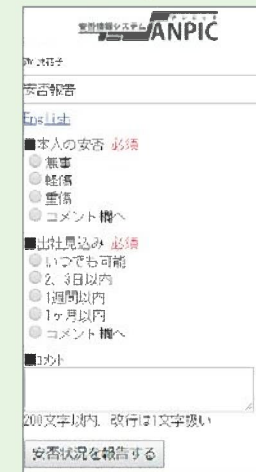 安否情報システム ANPIC
安否報告
English
■本人の安否 必須
無事
軽傷
重傷
コメント欄へ
■出社見込み 必須
いつでも可能
2、3日以内
1週間以内
1ヶ月以内
コメント欄へ
■コメント
200文字以内、改行は1文字扱い
安否状況を報告する